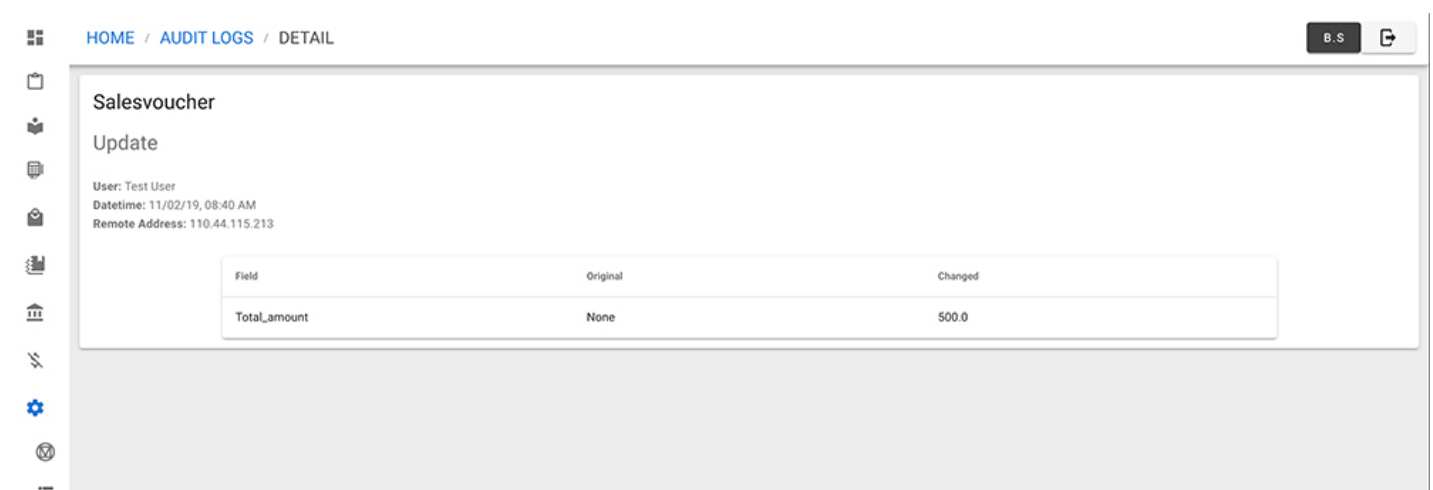 HOME / AUDIT LOGS / DETAIL
B.S
Salesvoucher
Update
User: Test User
Datetime: 11/02/19, 08:40 AM
Remote Address: 110.44.115.213
Field Original Changed
Total_amount None 500.0